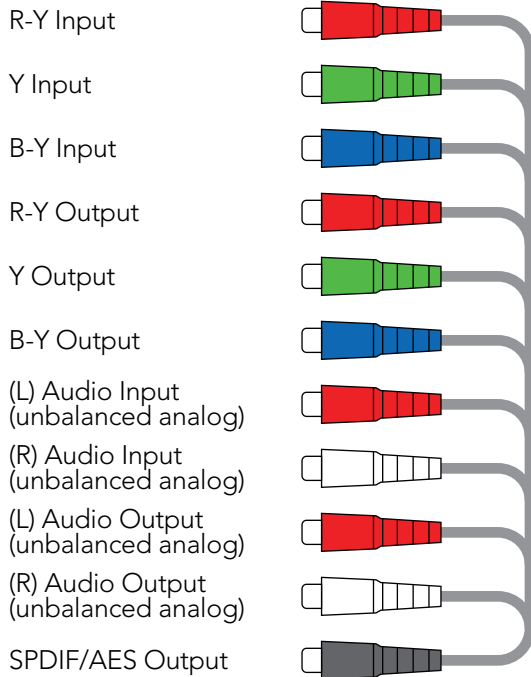 R-Y Input
Y Input
B-Y Input
R-Y Output
Y Output
B-Y Output
(L) Audio Input
(unbalanced analog)
(R) Audio Input
(unbalanced analog)
(L) Audio Output
(unbalanced analog)
(R) Audio Output
(unbalanced analog)
SPDIF/AES Output